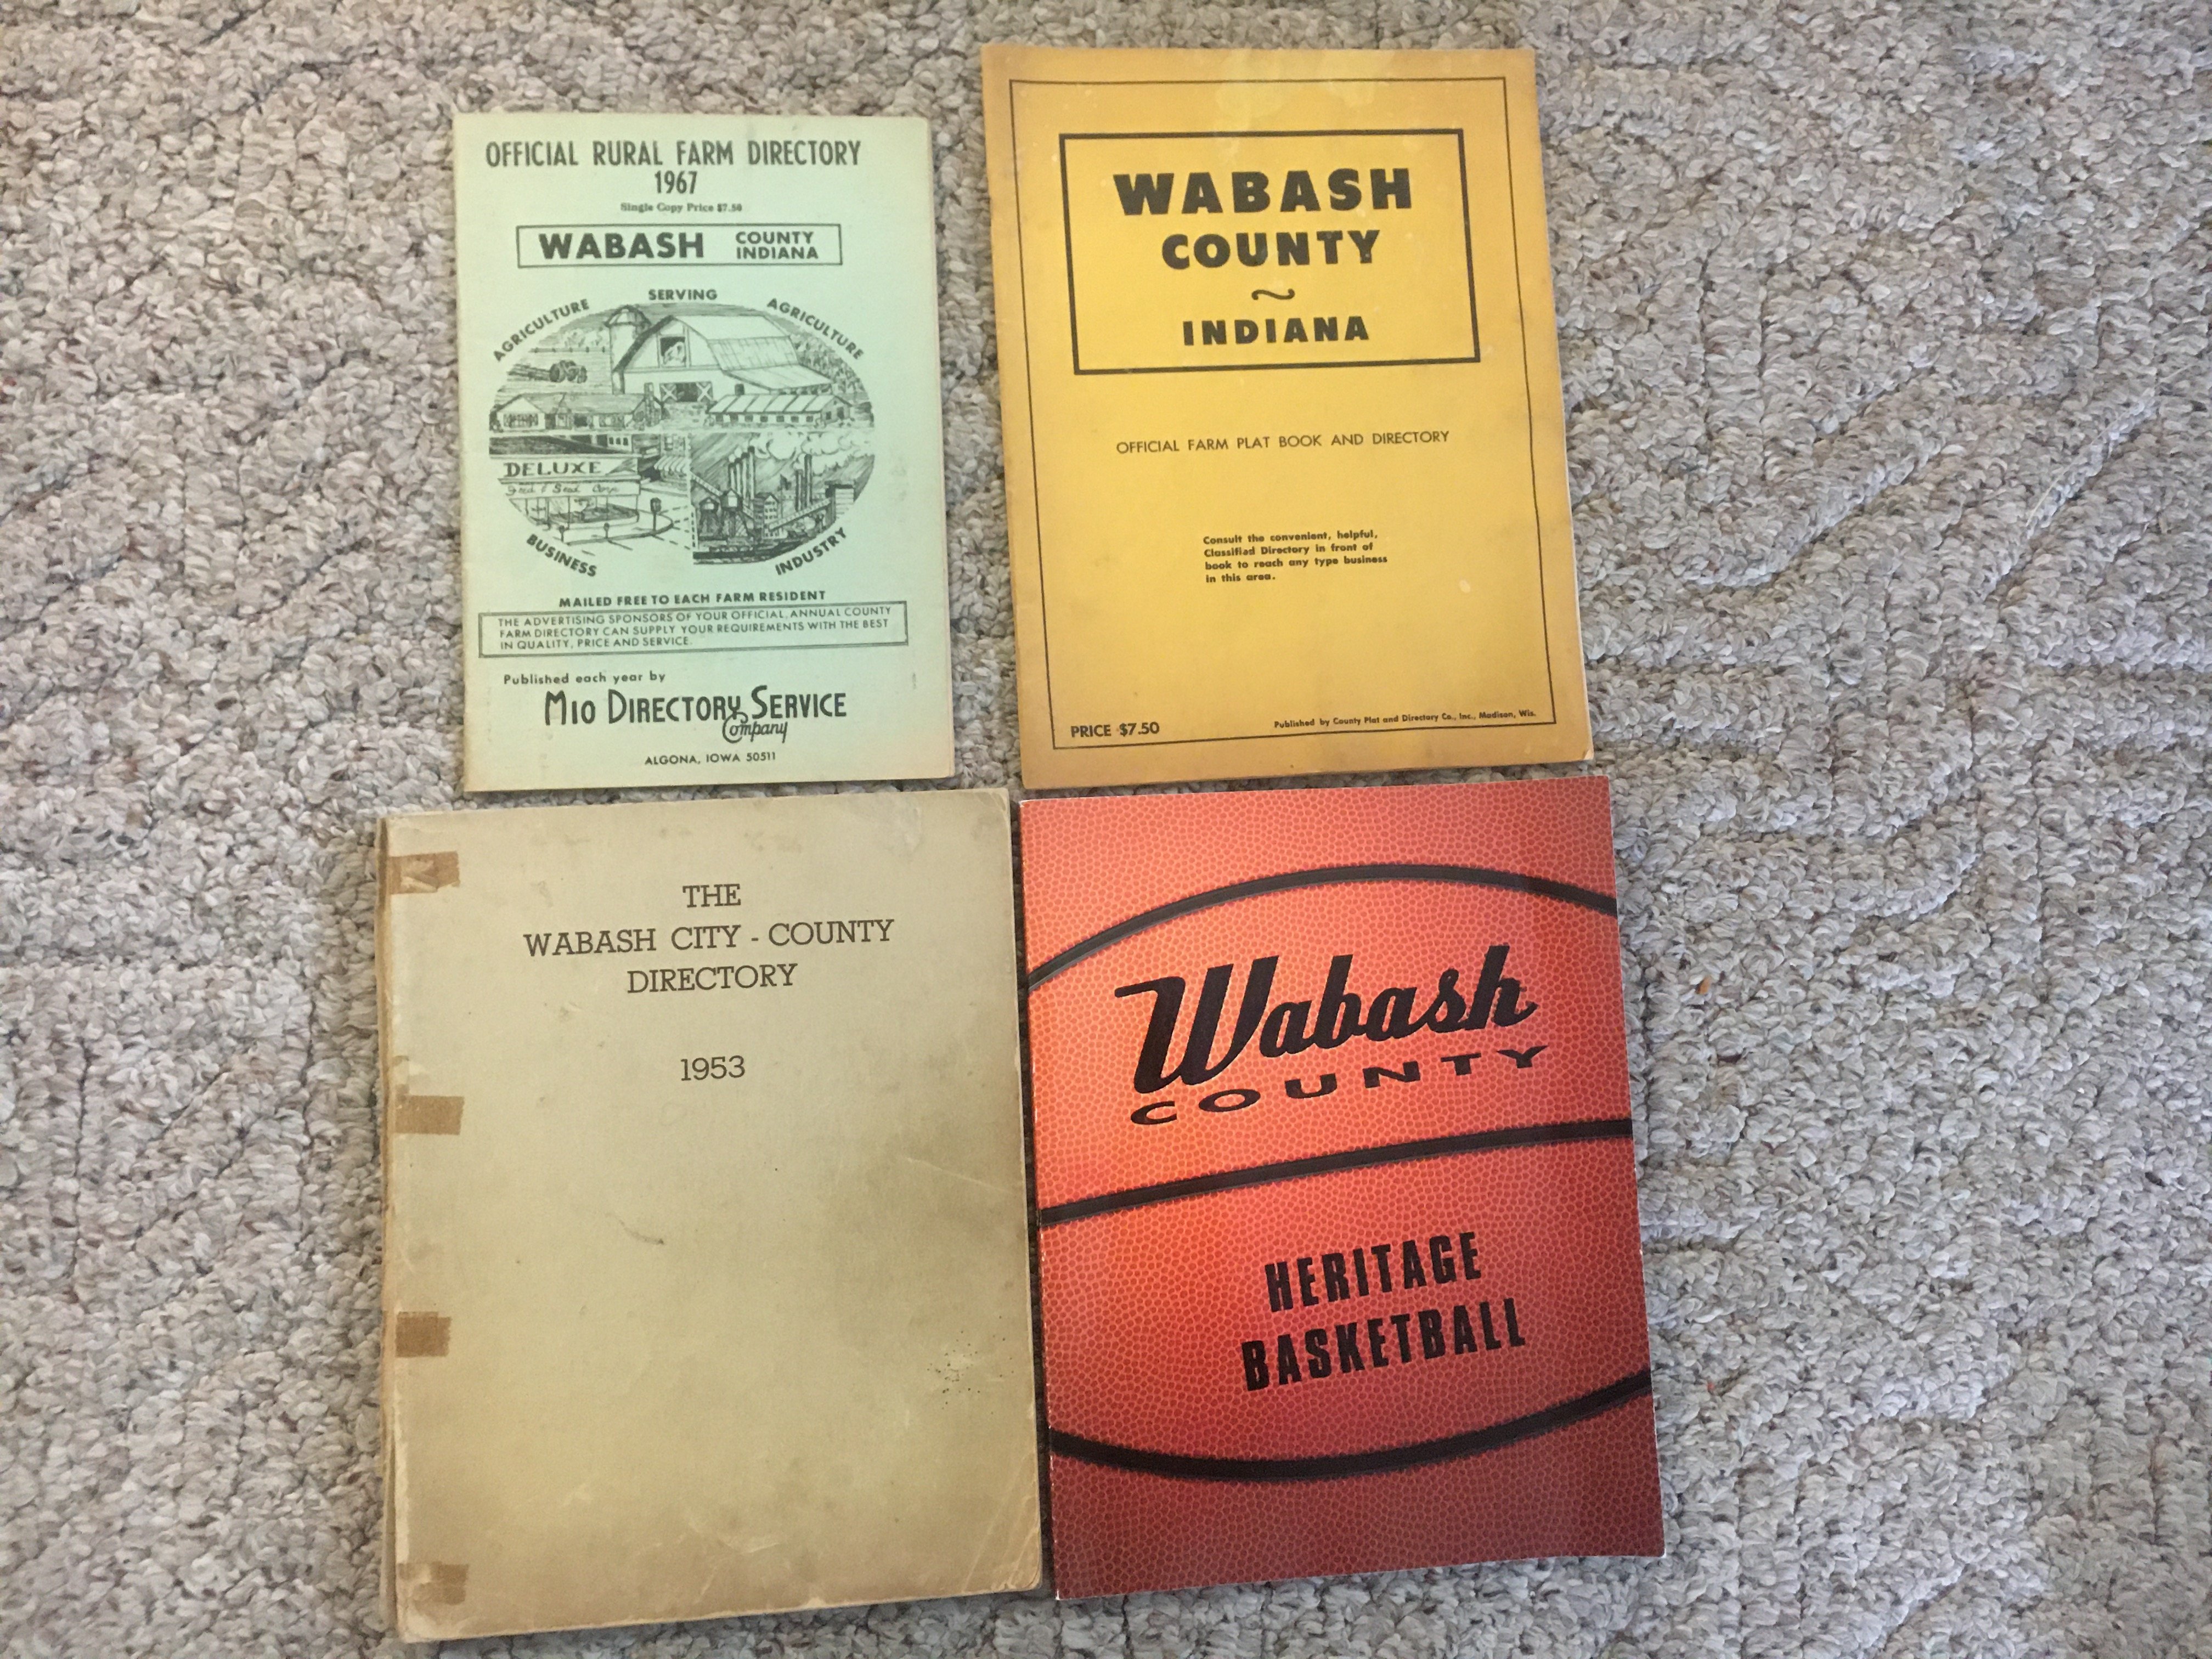 OFFICIAL RURAL FARM DIRECTORY
1967
Single Copy Price $7.50
WABASH COUNTY
INDIANA
AGRICULTURE
SERVING
AGRICULTURE
DELUXE
BUSINESS
INDUSTRY
MAILED FREE TO EACH FARM RESIDENT
THE ADVERTISING SPONSORS OF YOUR OFFICIAL, ANNUAL COUNTY
FARM DIRECTORY CAN SUPPLY YOUR REQUIREMENTS WITH THE BEST
IN QUALITY, PRICE AND SERVICE.
Published each year by
MIO DIRECTORY SERVICE
Company
ALGONA, IOWA 50511
WABASH
COUNTY
~
INDIANA
OFFICIAL FARM PLAT BOOK AND DIRECTORY
Consult the convenient, helpful,
Classified Directory in front of
book to reach any type business
in this area.
PRICE $7.50
Published by County Plat and Directory Co., Inc., Madison, Wis.
THE
WABASH CITY - COUNTY
DIRECTORY
1953
Wabash
COUNTY
HERITAGE
BASKETBALL